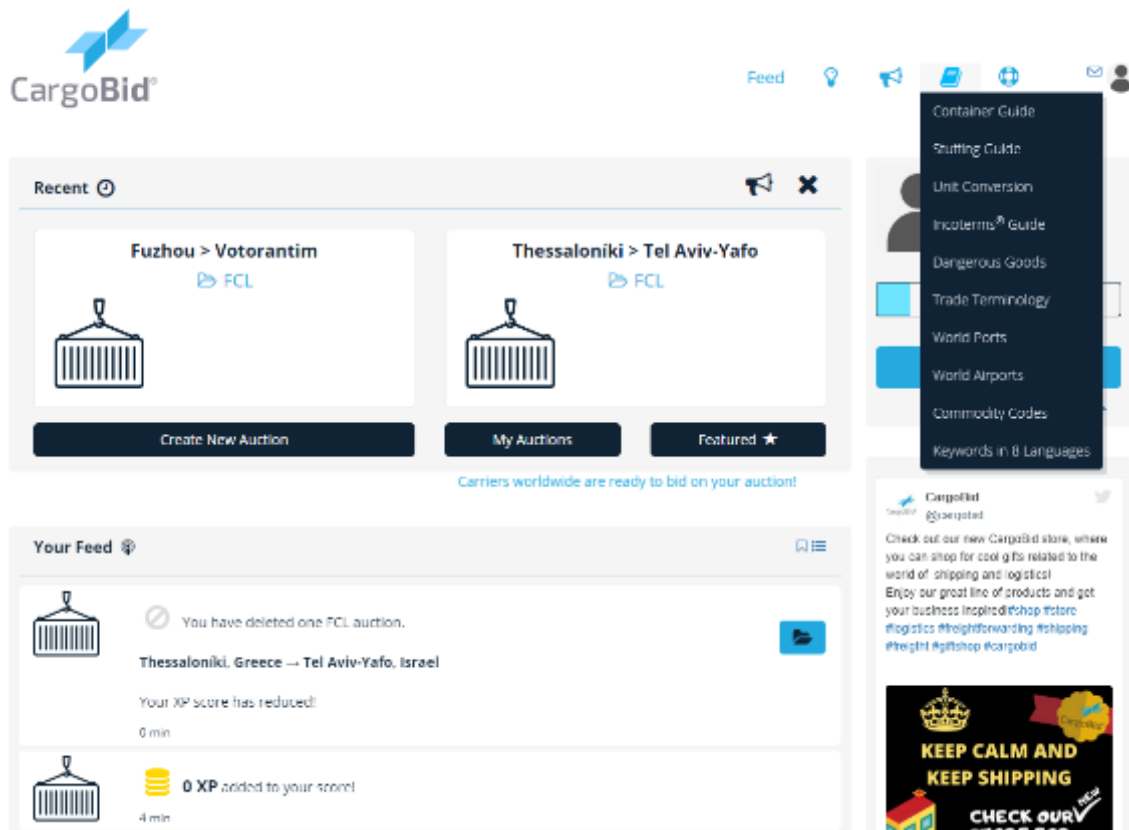 CargoBid®
Feed
Container Guide
Stuffing Guide
Unit Conversion
Incoterms® Guide
Dangerous Goods
Trade Terminology
World Ports
World Airports
Commodity Codes
Keywords in 8 Languages
Recent
Fuzhou > Votorantim
FCL
Thessaloníki > Tel Aviv-Yafo
FCL
Create New Auction
My Auctions
Featured
Carriers worldwide are ready to bid on your auction!
Your Feed
You have deleted one FCL auction.
Thessaloníki, Greece → Tel Aviv-Yafo, Israel
Your XP score has reduced!
0 min
0 XP added to your score!
4 min
CargoBid
@cargobid
Check out our new CargoBid store, where
you can shop for cool gifts related to the
world of shipping and logistics!
Enjoy our great line of products and get
your business inspired!#shop #store
#logistics #freightforwarding #shipping
#freight #giftshop #cargobid
CargoBid
KEEP CALM AND
KEEP SHIPPING
NEW
CHECK OUR